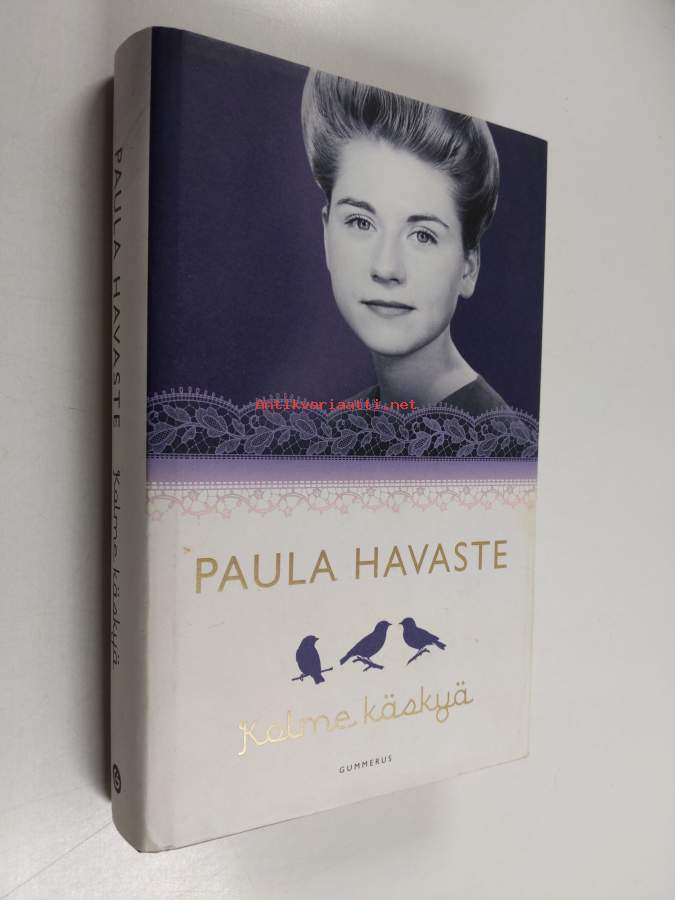 PAULA HAVASTE Kolme käskyä
antikvariaatti.net
PAULA HAVASTE
Kolme käskyä
GUMMERUS